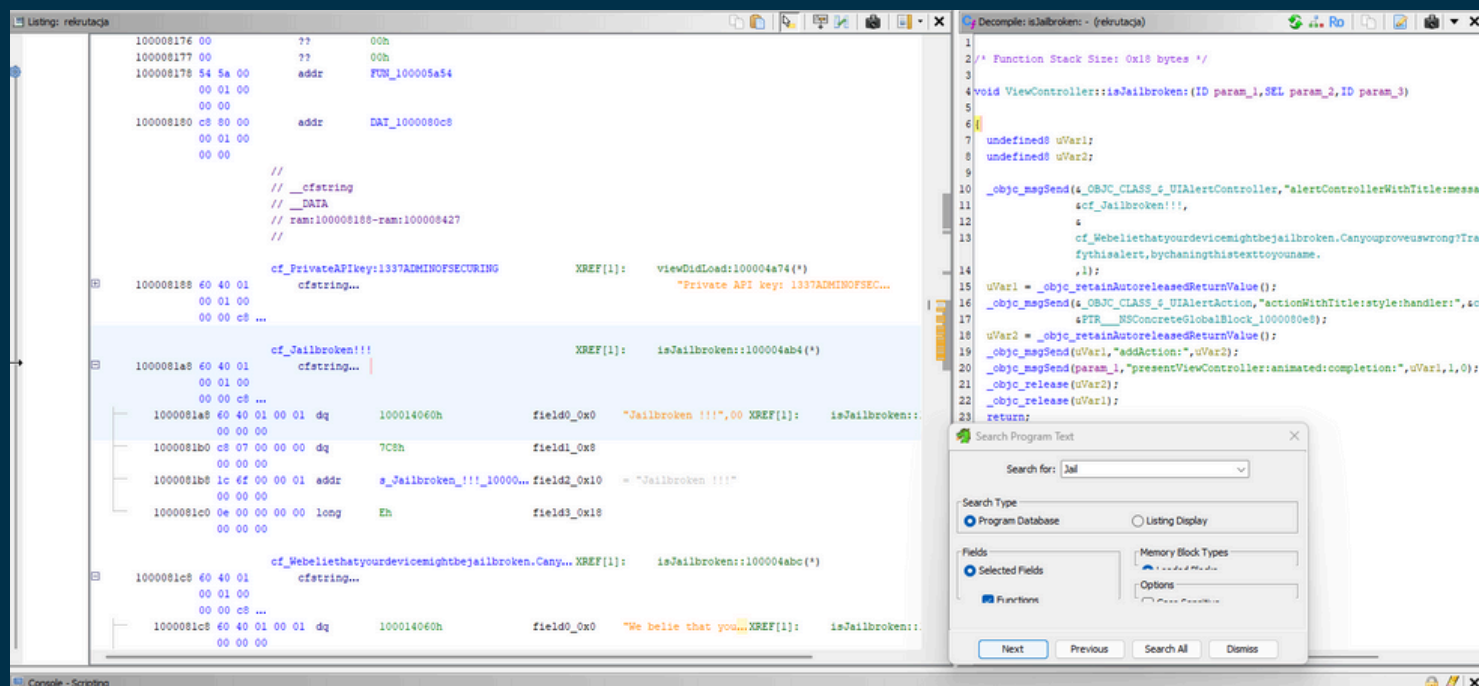 Listing: rekrutacja
100008176 00 ?? 00h
100008177 00 ?? 00h
100008178 54 5a 00 addr FUN_100005a54
00 01 00
00 00
100008180 c8 80 00 addr DAT_1000080c8
00 01 00
00 00
//
// __cfstring
// __DATA
// ram:100008188-ram:100008427
//
cf_PrivateAPIkey:1337ADMINOFSECURING XREF[1]: viewDidLoad:100004a74(*)
100008188 60 40 01 cfstring... "Private API key: 1337ADMINOFSEC...
00 01 00
00 00 c8 ...
cf_Jailbroken!!! XREF[1]: isJailbroken::100004ab4(*)
1000081a8 60 40 01 cfstring...
00 01 00
00 00 c8 ...
1000081a8 60 40 01 00 01 dq 100014060h field0_0x0 "Jailbroken !!!",00 XREF[1]: isJailbroken::
00 00 00
1000081b0 c8 07 00 00 00 dq 7C8h field1_0x8
00 00 00
1000081b8 1c 6f 00 00 01 addr s_Jailbroken_!!!_10000... field2_0x10 = "Jailbroken !!!"
00 00 00
1000081c0 0e 00 00 00 00 long Eh field3_0x18
00 00 00
cf_Webeliethatyourdevicemightbejailbroken.Cany... XREF[1]: isJailbroken::100004abc(*)
1000081c8 60 40 01 cfstring...
00 01 00
00 00 c8 ...
1000081c8 60 40 01 00 01 dq 100014060h field0_0x0 "We belie that you... XREF[1]: isJailbroken::
00 00 00
Decompile: isJailbroken: - (rekrutacja)
Ro
1
2 /* Function Stack Size: 0x18 bytes */
3
4 void ViewController::isJailbroken:(ID param_1,SEL param_2,ID param_3)
5
6 {
7 undefined8 uVar1;
8 undefined8 uVar2;
9
10 _objc_msgSend(&_OBJC_CLASS_$_UIAlertController,"alertControllerWithTitle:messa
11 &cf_Jailbroken!!!,
12 &
13 cf_Webeliethatyourdevicemightbejailbroken.Canyouproveuswrong?Tra
fythisalert,bychaningthistexttoyouname.
14 ,1);
15 uVar1 = _objc_retainAutoreleasedReturnValue();
16 _objc_msgSend(&_OBJC_CLASS_$_UIAlertAction,"actionWithTitle:style:handler:",&c
17 &PTR___NSConcreteGlobalBlock_1000080e8);
18 uVar2 = _objc_retainAutoreleasedReturnValue();
19 _objc_msgSend(uVar1,"addAction:",uVar2);
20 _objc_msgSend(param_1,"presentViewController:animated:completion:",uVar1,1,0);
21 _objc_release(uVar2);
22 _objc_release(uVar1);
23 return;
Search Program Text
Search for: Jail
Search Type
Program Database Listing Display
Fields Memory Block Types
Selected Fields
Options
Functions
Next Previous Search All Dismiss
Console - Scripting